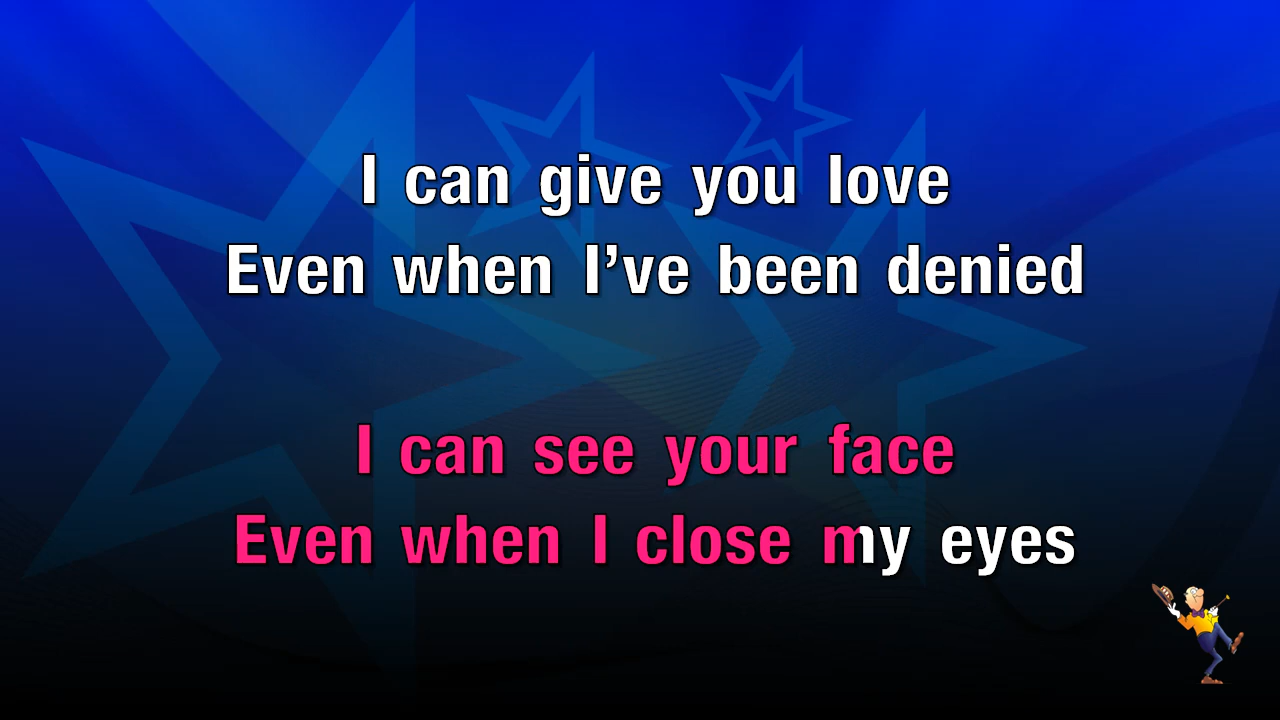 I can give you love
Even when I’ve been denied
I can see your face
Even when I close my eyes